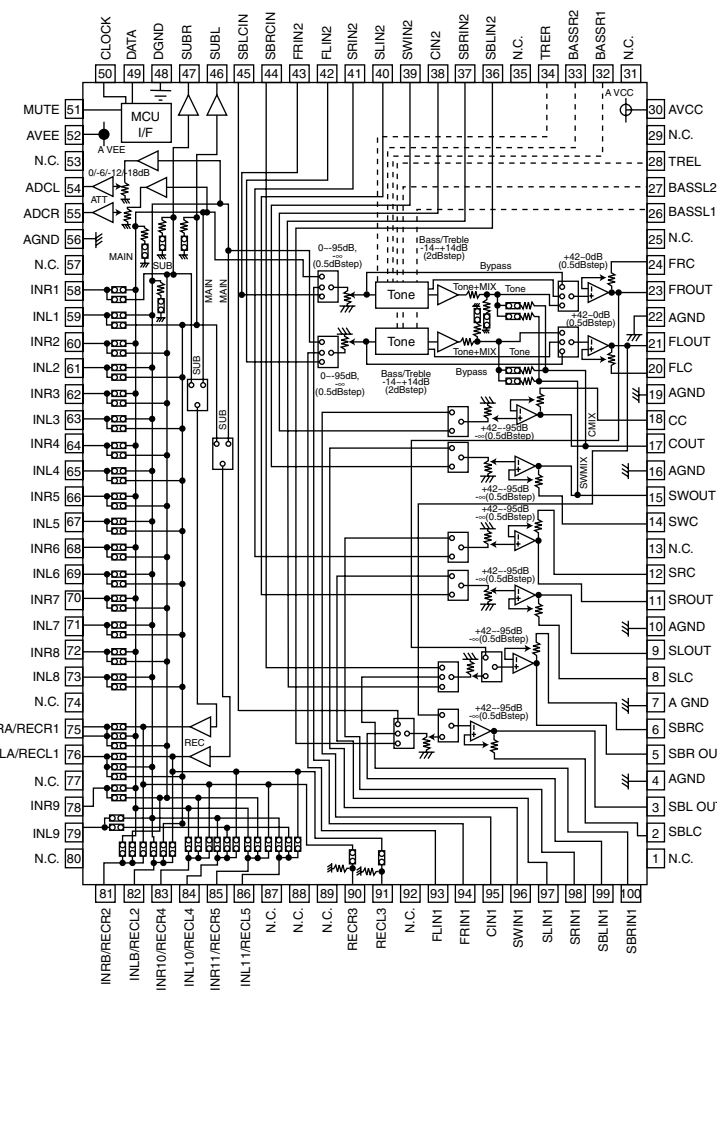 CLOCK
DATA
DGND
SUBR
SUBL
SBLCIN
SBRCIN
FRIN2
FLIN2
SRIN2
SLIN2
SWIN2
CIN2
SBRIN2
SBLIN2
N.C.
TRER
BASSR2
BASSR1
N.C.
50 49 48 47 46 45 44 43 42 41 40 39 38 37 36 35 34 33 32 31
MUTE 51
AVEE 52
N.C. 53
ADCL 54
ADCR 55
AGND 56
N.C. 57
INR1 58
INL1 59
INR2 60
INL2 61
INR3 62
INL3 63
INR4 64
INL4 65
INR5 66
INL5 67
INR6 68
INL6 69
INR7 70
INL7 71
INR8 72
INL8 73
N.C. 74
RA/RECR1 75
LA/RECL1 76
N.C. 77
INR9 78
INL9 79
N.C. 80
MCU
I/F
A VEE
0/-6/-12/-18dB
ATT
MAIN
SUB
MAIN
MAIN
SUB
SUB
REC
A VCC
0~-95dB,
-∞
(0.5dBstep)
Bass/Treble
-14~+14dB
(2dBstep)
Bypass
+42~0dB
(0.5dBstep)
Tone
Tone+MIX
Tone
+42~0dB
(0.5dBstep)
Tone
Tone+MIX
Tone
0~-95dB,
-∞
(0.5dBstep)
Bass/Treble
-14~+14dB
(2dBstep)
Bypass
+42~-95dB
-∞(0.5dBstep)
CMIX
SWMIX
+42~-95dB
-∞(0.5dBstep)
+42~-95dB
-∞(0.5dBstep)
+42~-95dB
-∞(0.5dBstep)
+42~-95dB
-∞(0.5dBstep)
+42~-95dB
-∞(0.5dBstep)
30 AVCC
29 N.C.
28 TREL
27 BASSL2
26 BASSL1
25 N.C.
24 FRC
23 FROUT
22 AGND
21 FLOUT
20 FLC
19 AGND
18 CC
17 COUT
16 AGND
15 SWOUT
14 SWC
13 N.C.
12 SRC
11 SROUT
10 AGND
9 SLOUT
8 SLC
7 A GND
6 SBRC
5 SBR OU
4 AGND
3 SBL OUT
2 SBLC
1 N.C.
81 82 83 84 85 86 87 88 89 90 91 92 93 94 95 96 97 98 99 100
INRB/RECR2
INLB/RECL2
INR10/RECR4
INL10/RECL4
INR11/RECR5
INL11/RECL5
N.C.
N.C.
N.C.
RECR3
RECL3
N.C.
FLIN1
FRIN1
CIN1
SWIN1
SLIN1
SRIN1
SBLIN1
SBRIN1